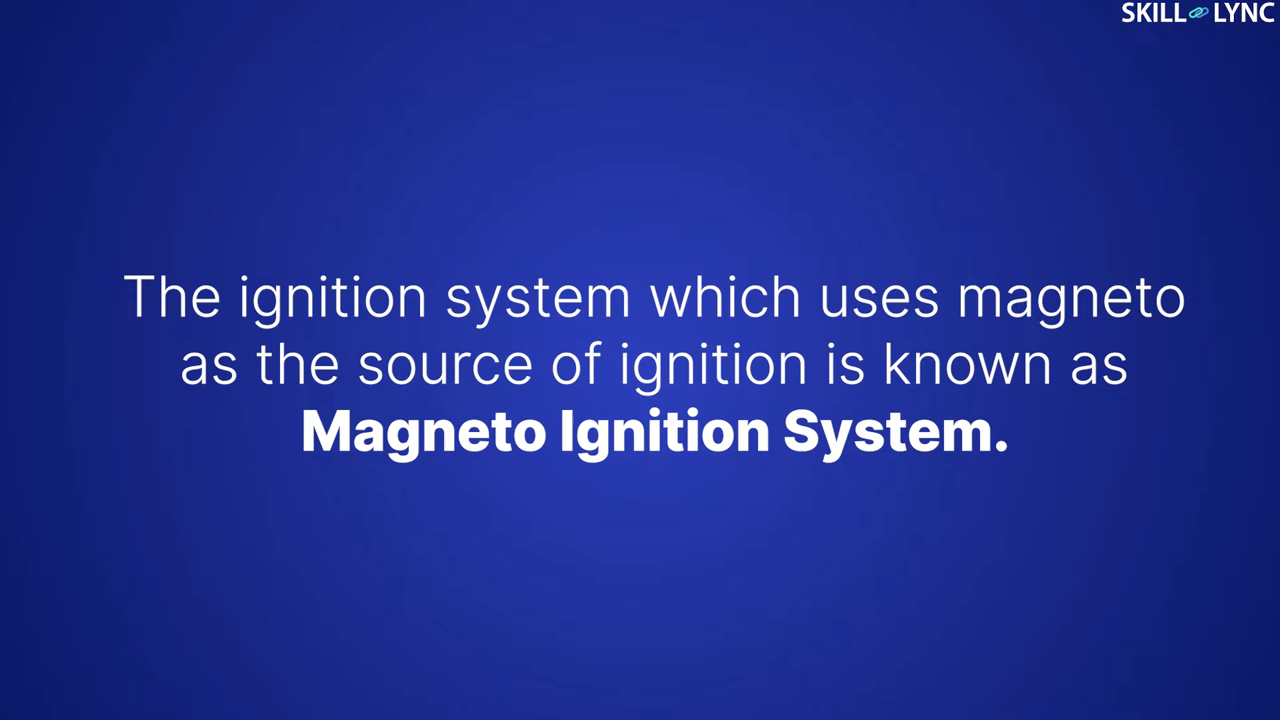 SKILL LYNC
The ignition system which uses magneto
as the source of ignition is known as
Magneto Ignition System.